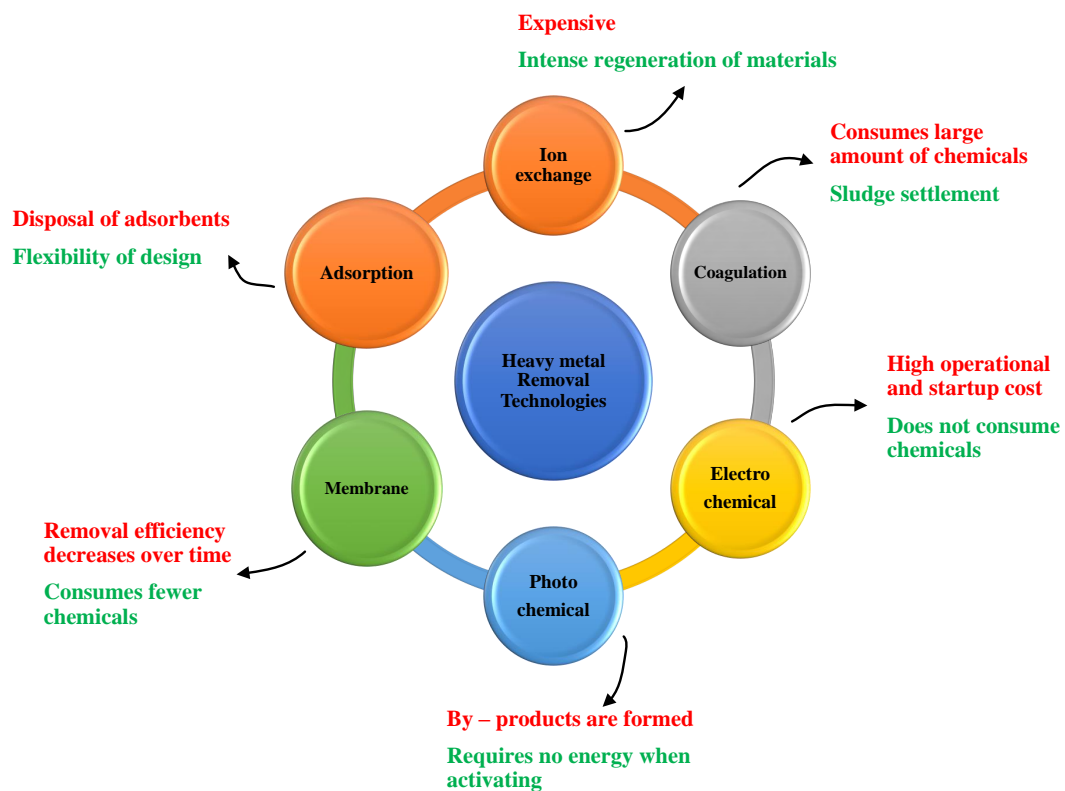 Expensive
Intense regeneration of materials
Ion
exchange
Consumes large
amount of chemicals
Sludge settlement
Disposal of adsorbents
Flexibility of design
Adsorption
Coagulation
Heavy metal
Removal
Technologies
High operational
and startup cost
Does not consume
chemicals
Electro
chemical
Membrane
Removal efficiency
decreases over time
Consumes fewer
chemicals
Photo
chemical
By – products are formed
Requires no energy when
activating